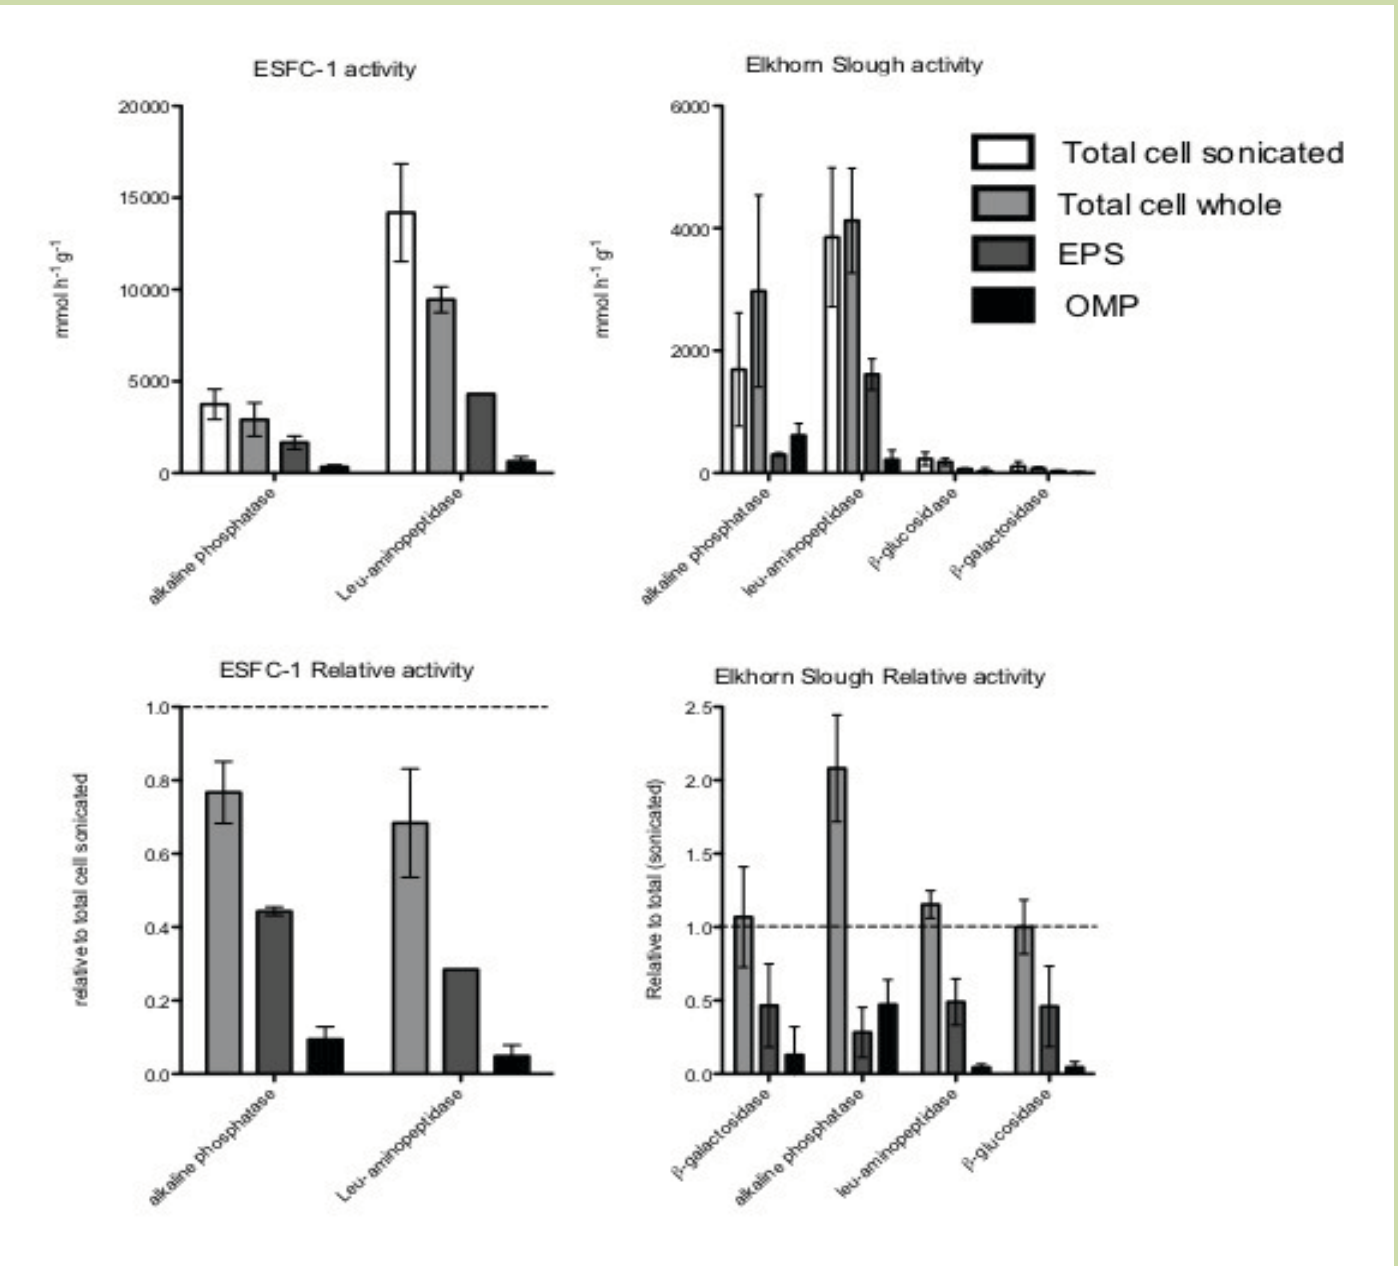 ESFC-1 activity
20000
15000
10000
5000
0
mmol h-1 g-1
alkaline phosphatase
Leu-aminopeptidase
Elkhorn Slough activity
6000
4000
2000
0
mmol h-1 g-1
alkaline phosphatase
leu-aminopeptidase
β-glucosidase
β-galactosidase
Total cell sonicated
Total cell whole
EPS
OMP
ESFC-1 Relative activity
1.0
0.8
0.6
0.4
0.2
0.0
relative to total cell sonicated
alkaline phosphatase
Leu-aminopeptidase
Elkhorn Slough Relative activity
2.5
2.0
1.5
1.0
0.5
0.0
Relative to total (sonicated)
β-galactosidase
alkaline phosphatase
leu-aminopeptidase
β-glucosidase